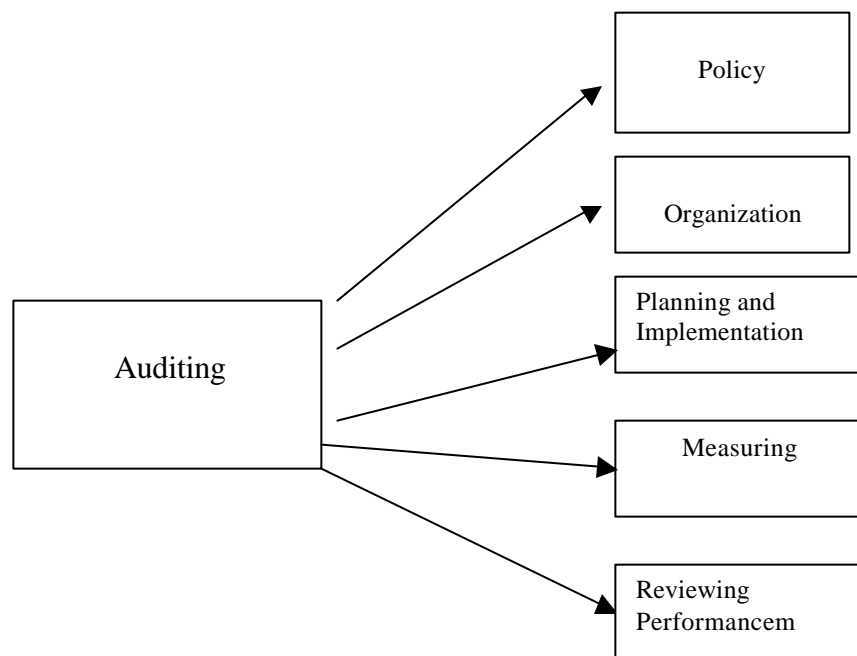 Policy
Organization
Planning and
Implementation
Auditing
Measuring
Reviewing
Performancem